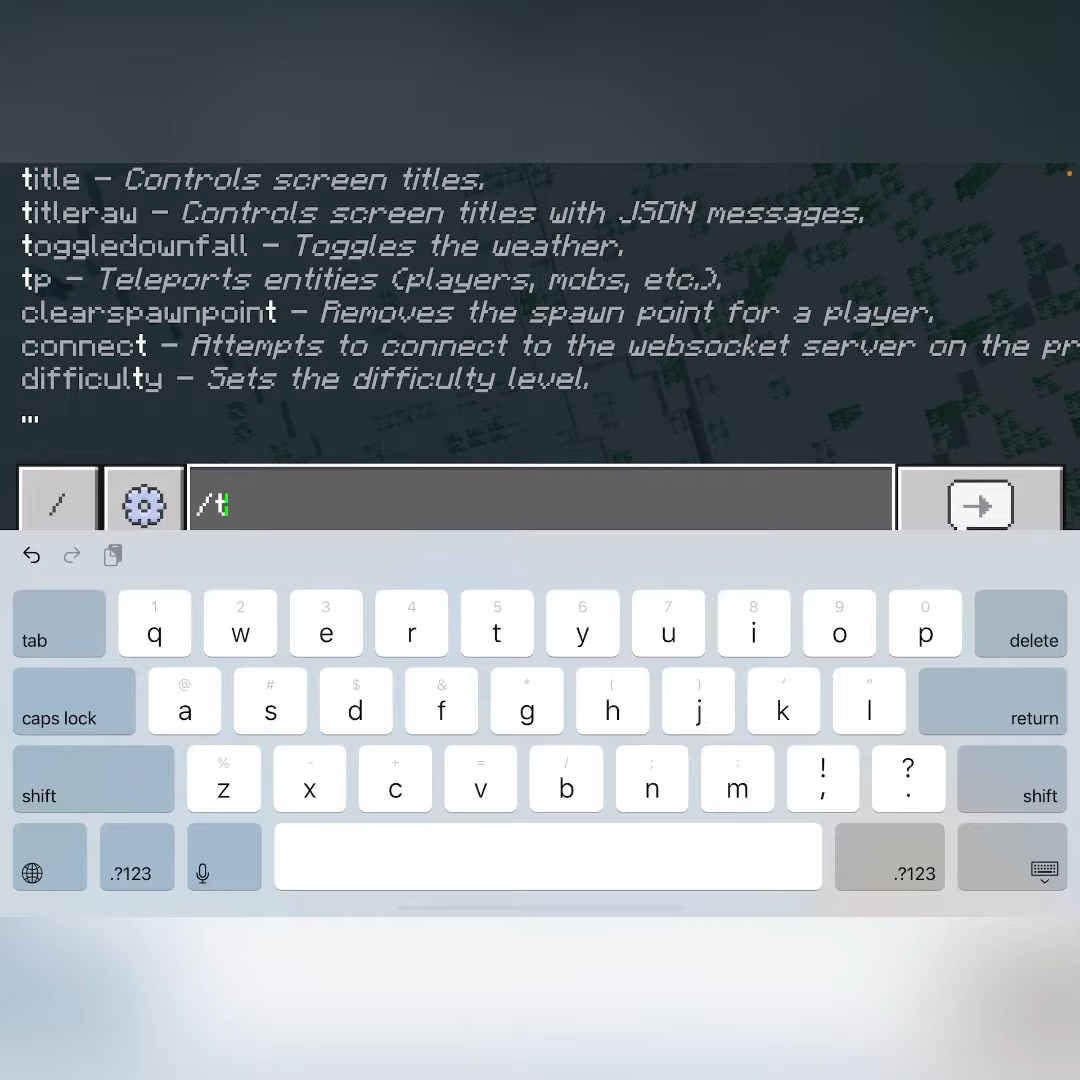 title – Controls screen titles.
titleraw – Controls screen titles with JSON messages.
toggledownfall – Toggles the weather.
tp – Teleports entities (players, mobs, etc.).
clearspawnpoint – Removes the spawn point for a player.
connect – Attempts to connect to the websocket server on the pr
difficulty – Sets the difficulty level.
...
/ /t
1 2 3 4 5 6 7 8 9 0
tab q w e r t y u i o p delete
@ # $ & * ( ) ' "
caps lock a s d f g h j k l return
% - + = / ; : ! ?
shift z x c v b n m , . shift
.?123 .?123